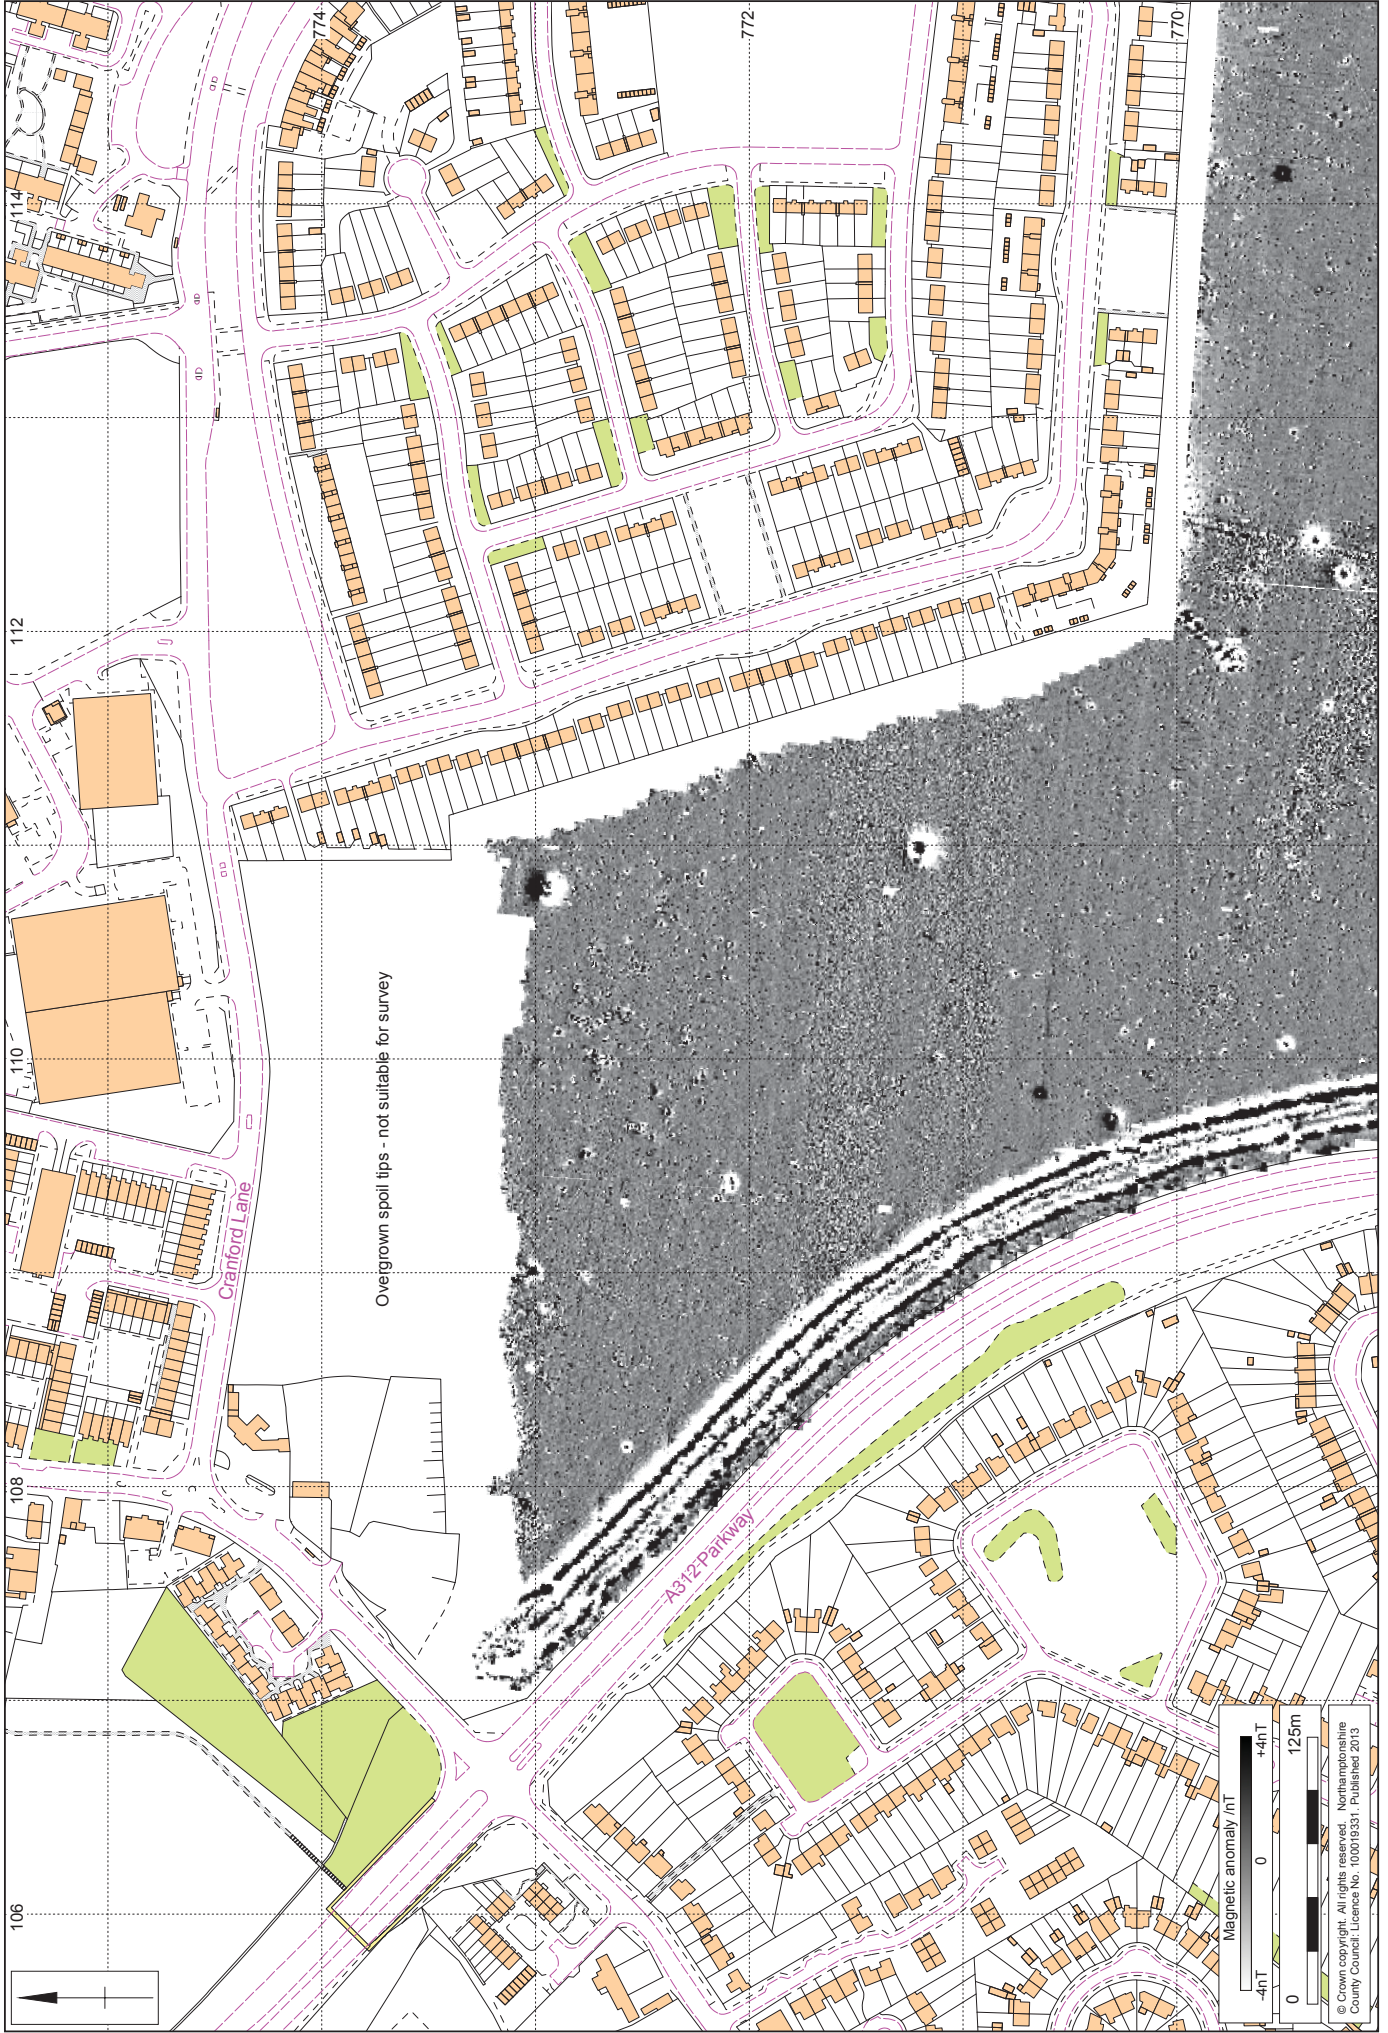 774
772
770
114
112
110
108
106
Overgrown spoil tips - not suitable for survey
Cranford Lane
A312 Parkway
Magnetic anomaly /nT
-4nT
0
+4nT
0
125m
© Crown copyright. All rights reserved. Northamptonshire
County Council: Licence No. 100019331. Published 2013